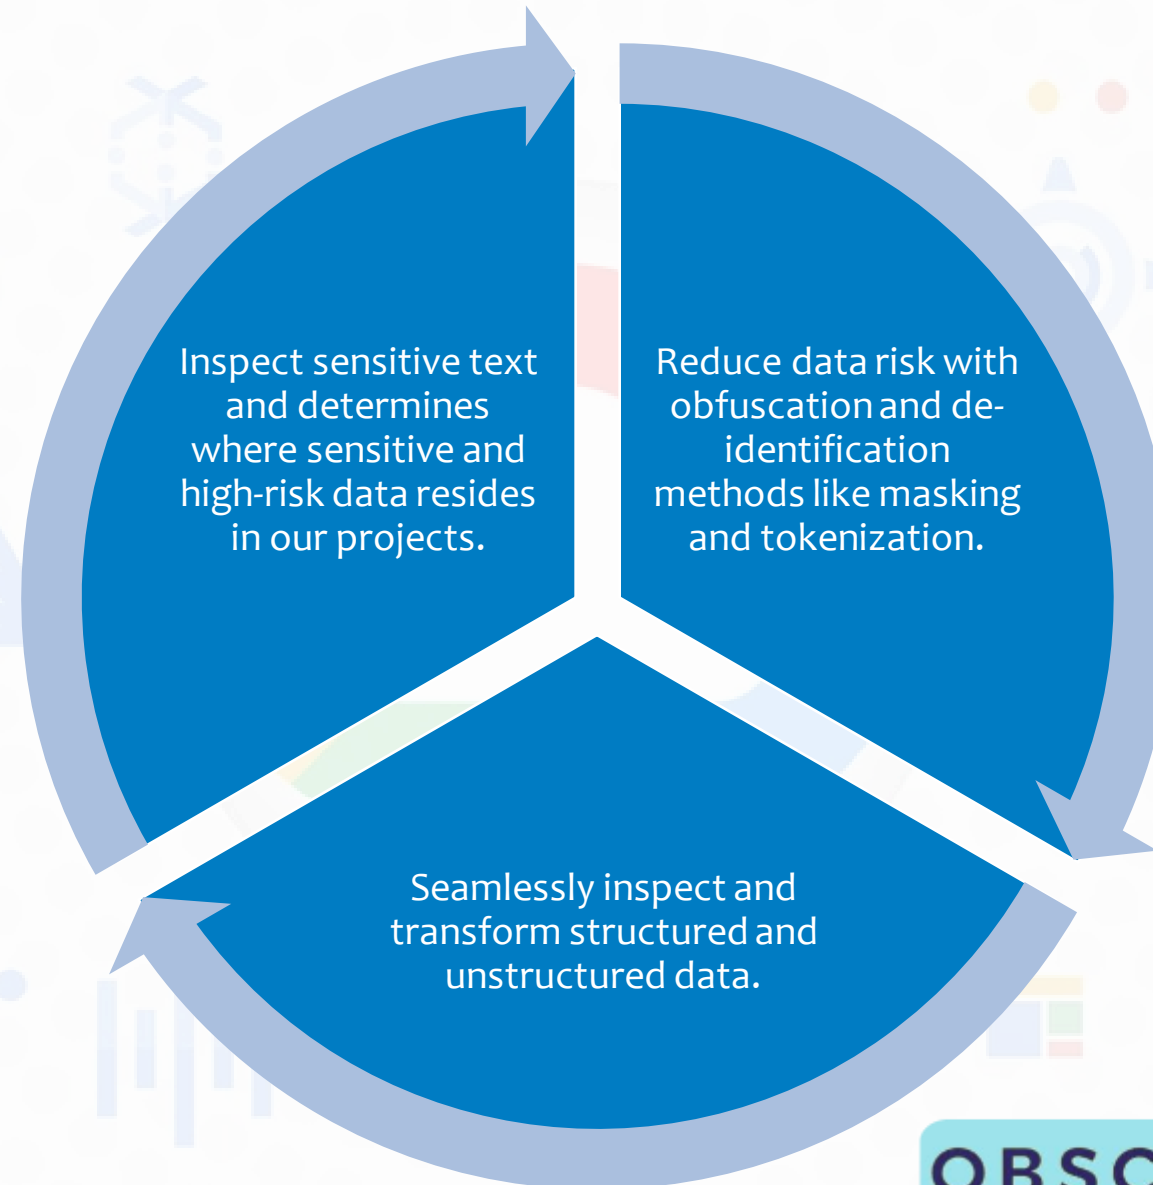 Inspect sensitive text
and determines
where sensitive and
high-risk data resides
in our projects.
Reduce data risk with
obfuscation and de-
identification
methods like masking
and tokenization.
Seamlessly inspect and
transform structured and
unstructured data.